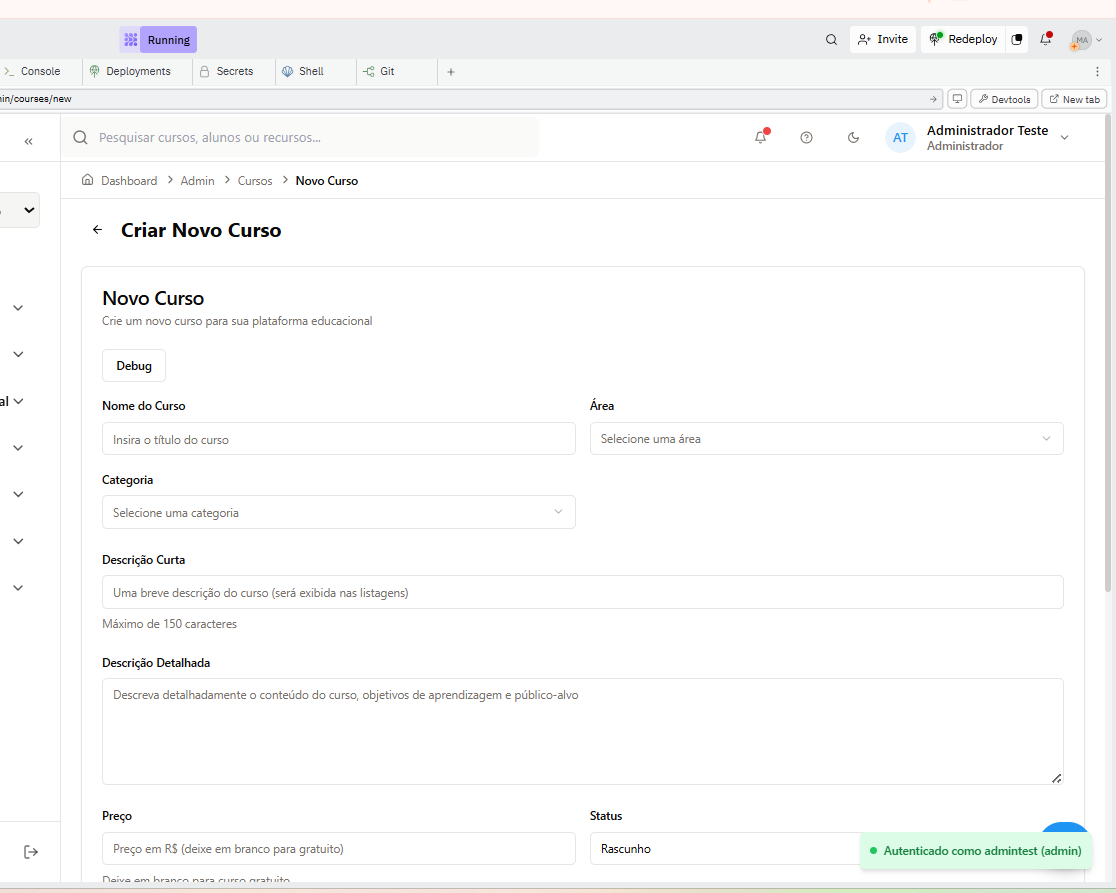 Running
Invite
Redeploy
MA
Console
Deployments
Secrets
Shell
Git
in/courses/new
Devtools
New tab
Pesquisar cursos, alunos ou recursos...
AT
Administrador Teste
Administrador
Dashboard
Admin
Cursos
Novo Curso
Criar Novo Curso
Novo Curso
Crie um novo curso para sua plataforma educacional
Debug
Nome do Curso
Área
al
Insira o título do curso
Selecione uma área
Categoria
Selecione uma categoria
Descrição Curta
Uma breve descrição do curso (será exibida nas listagens)
Máximo de 150 caracteres
Descrição Detalhada
Descreva detalhadamente o conteúdo do curso, objetivos de aprendizagem e público-alvo
Preço
Status
Preço em R$ (deixe em branco para gratuito)
Rascunho
Autenticado como admintest (admin)
Deixe em branco para curso gratuito